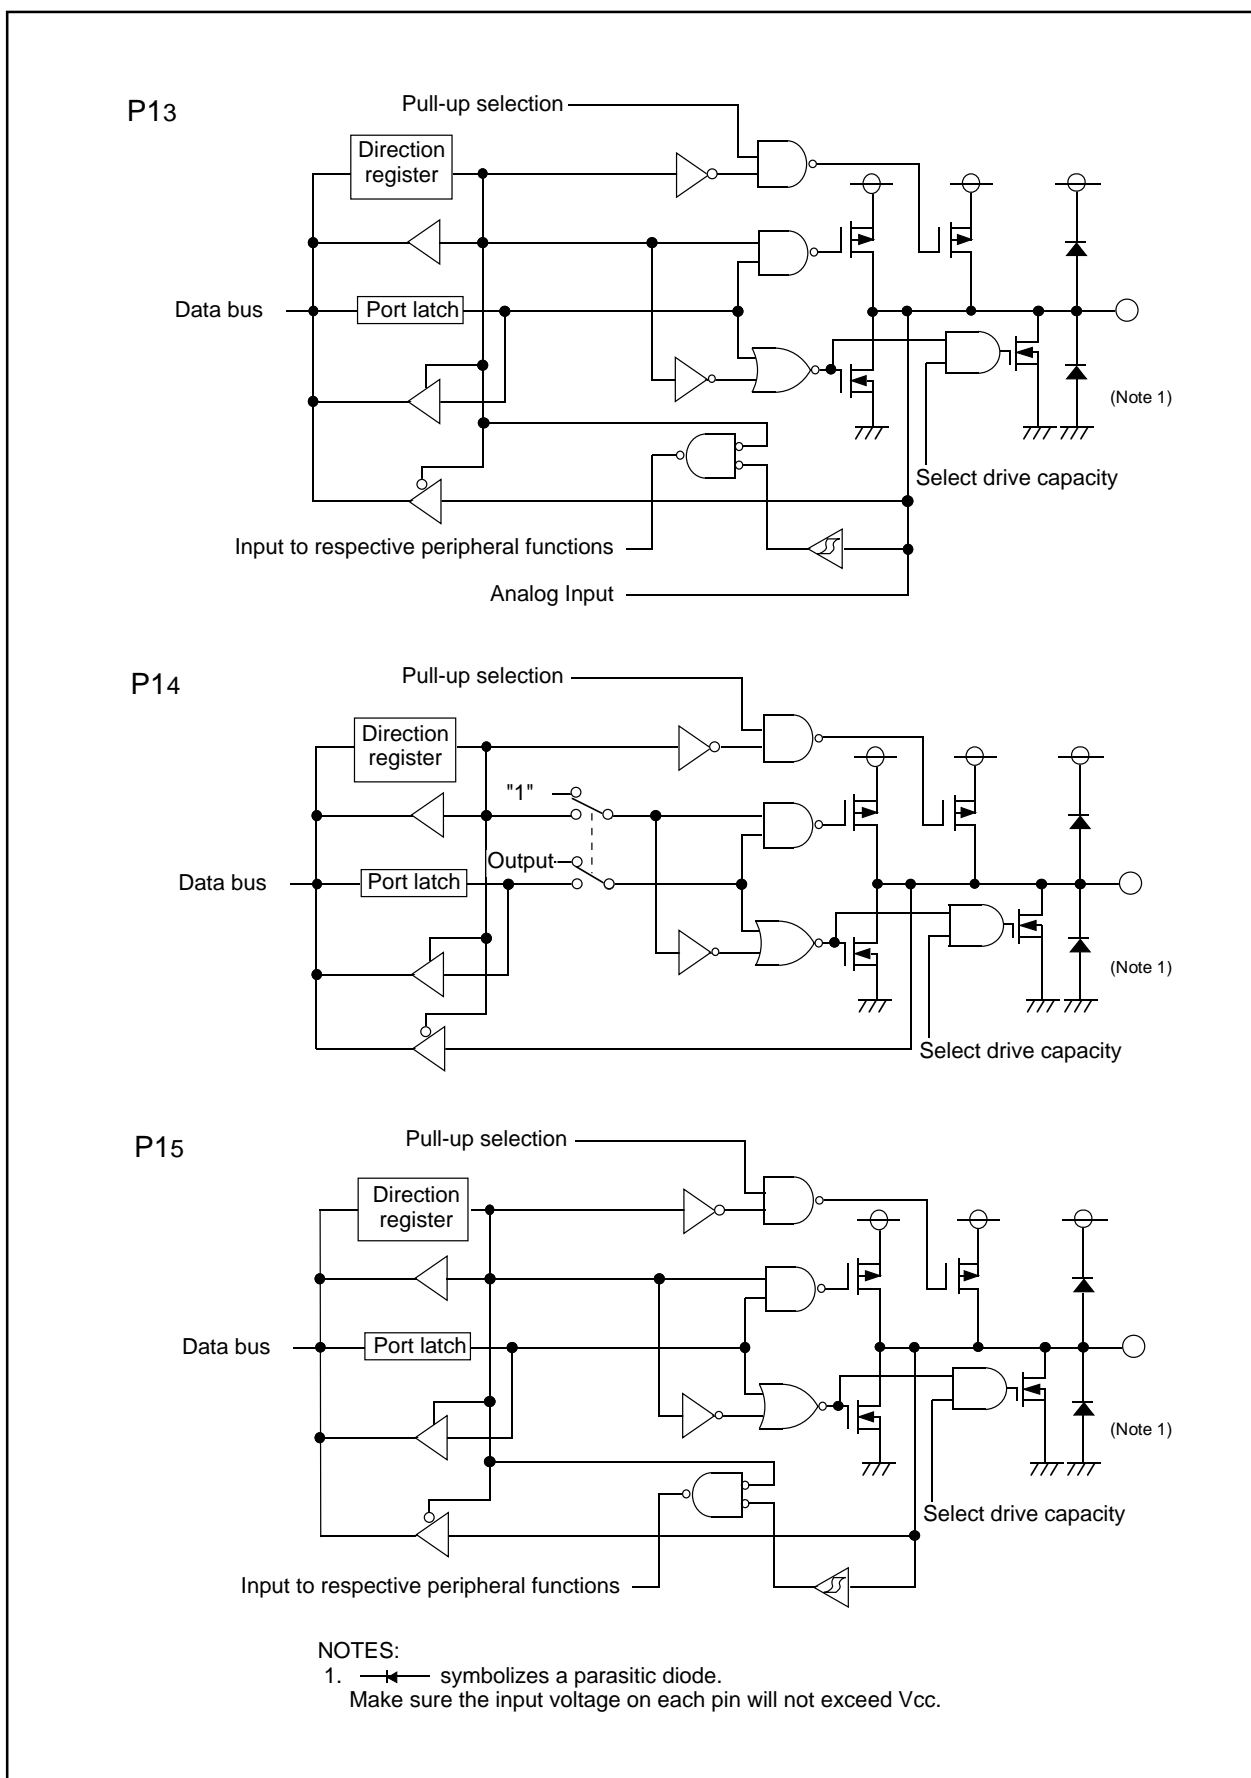 P13
Pull-up selection
Direction
register
Data bus
Port latch
(Note 1)
Select drive capacity
Input to respective peripheral functions
Analog Input
P14
Pull-up selection
Direction
register
"1"
Output
Data bus
Port latch
(Note 1)
Select drive capacity
P15
Pull-up selection
Direction
register
Data bus
Port latch
(Note 1)
Select drive capacity
Input to respective peripheral functions
NOTES:
1. symbolizes a parasitic diode.
Make sure the input voltage on each pin will not exceed Vcc.